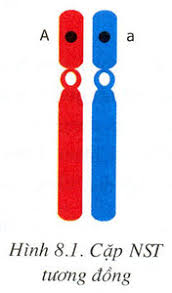 A a
Hình 8.1. Cặp NST
tương đồng